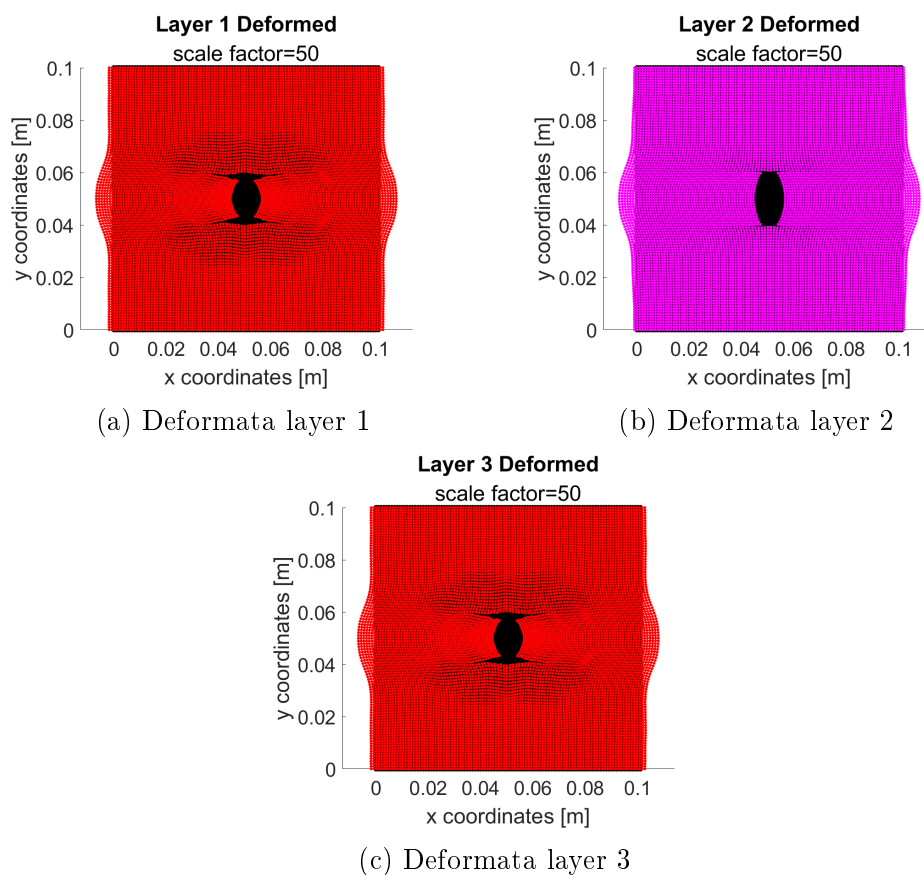 Layer 1 Deformed
scale factor=50
0.1
0.08
0.06
0.04
0.02
0
y coordinates [m]
0 0.02 0.04 0.06 0.08 0.1
x coordinates [m]
(a) Deformata layer 1
Layer 2 Deformed
scale factor=50
0.1
0.08
0.06
0.04
0.02
0
y coordinates [m]
0 0.02 0.04 0.06 0.08 0.1
x coordinates [m]
(b) Deformata layer 2
Layer 3 Deformed
scale factor=50
0.1
0.08
0.06
0.04
0.02
0
y coordinates [m]
0 0.02 0.04 0.06 0.08 0.1
x coordinates [m]
(c) Deformata layer 3